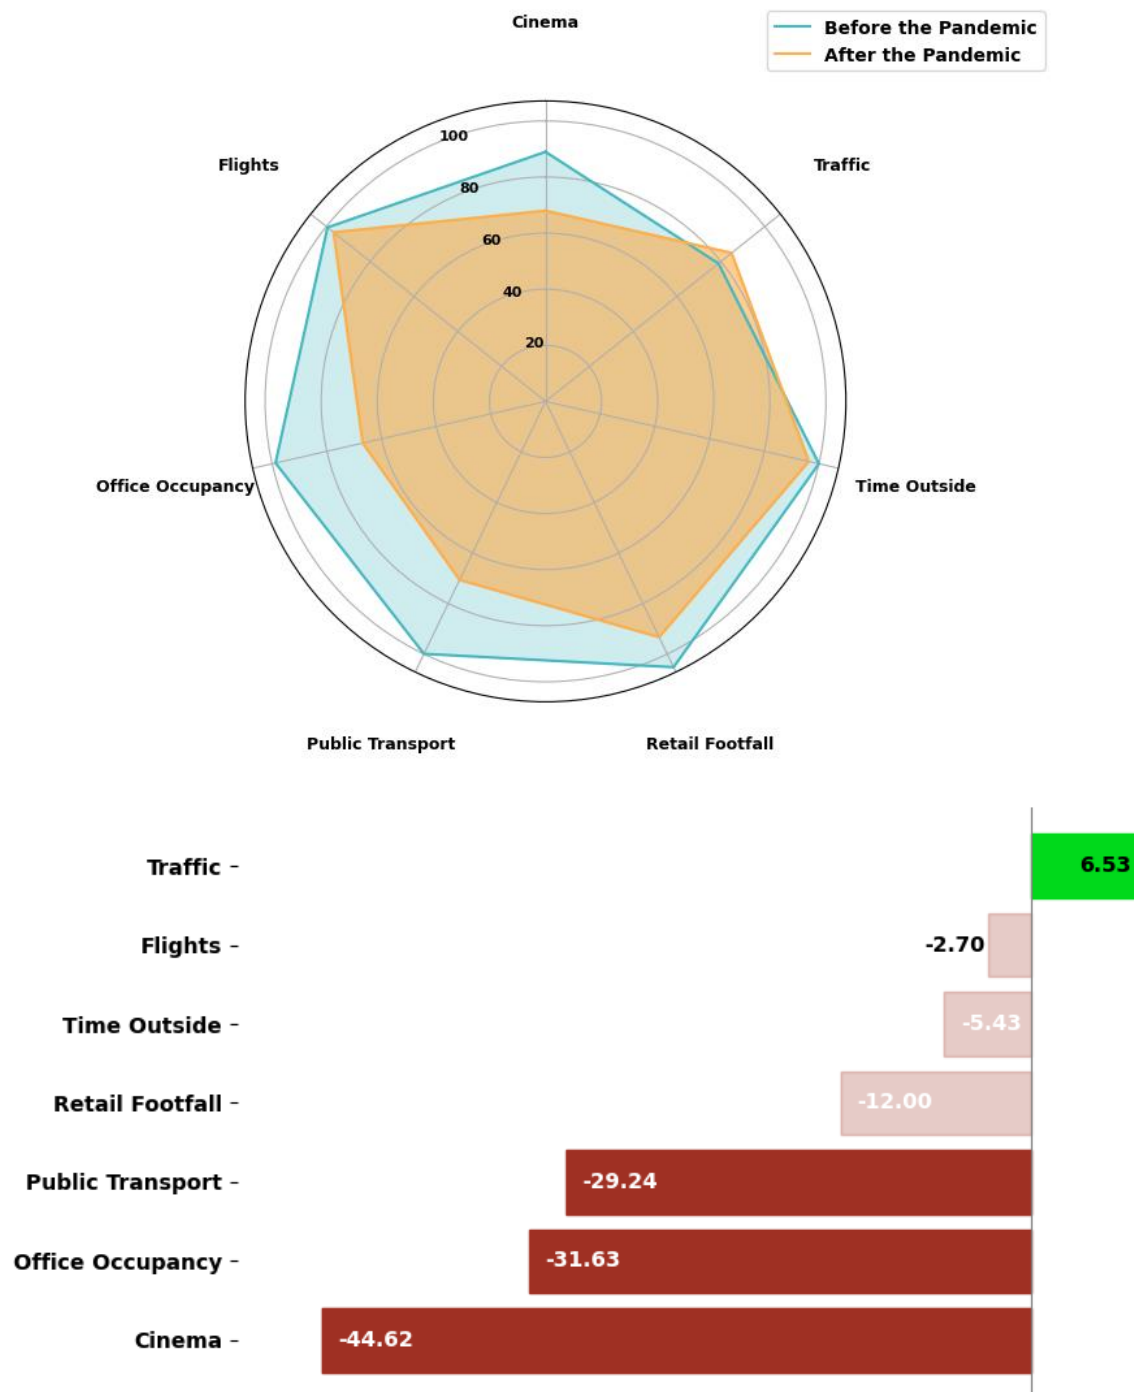 Cinema
Before the Pandemic
After the Pandemic
100
Flights
Traffic
80
60
40
20
Office Occupancy
Time Outside
Public Transport
Retail Footfall
Traffic
6.53
Flights
-2.70
Time Outside
-5.43
Retail Footfall
-12.00
Public Transport
-29.24
Office Occupancy
-31.63
Cinema
-44.62